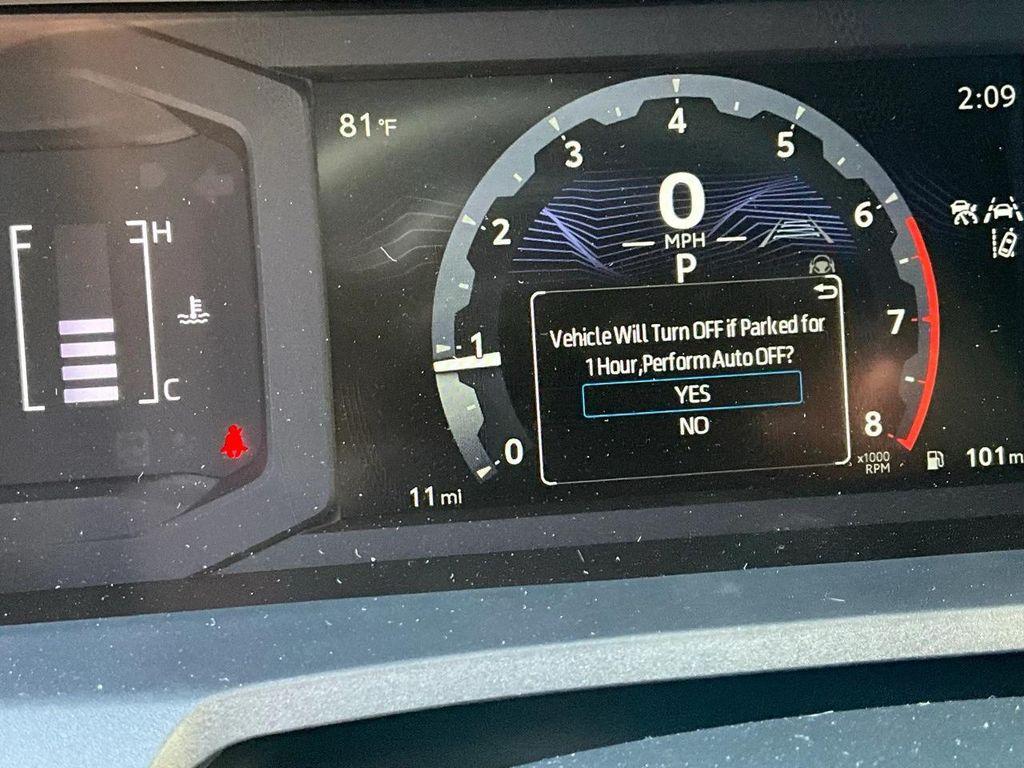 81°F
2:09
F
H
C
0
1
2
3
4
5
6
7
8
x1000
RPM
0
MPH
P
Vehicle Will Turn OFF if Parked for
1 Hour,Perform Auto OFF?
YES
NO
11 mi
101 m